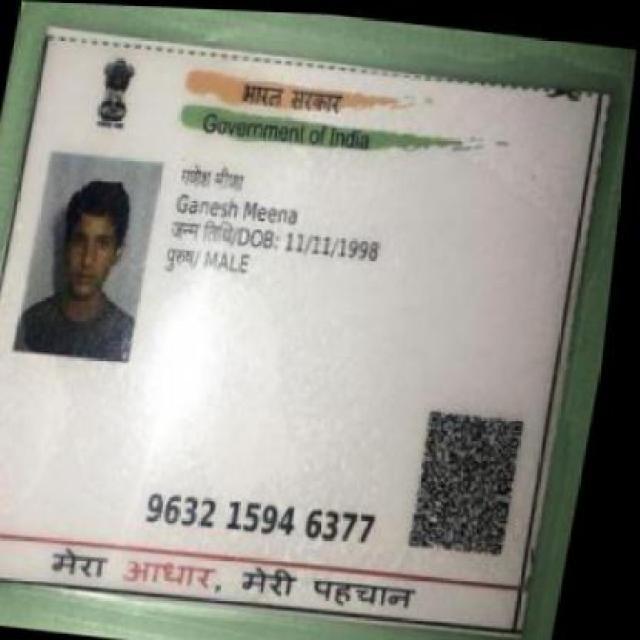 भारत सरकार
Government of India
गणेश मीणा
Ganesh Meena
जन्म तिथि/DOB: 11/11/1998
पुरुष/ MALE
9632 1594 6377
मेरा आधार, मेरी पहचान